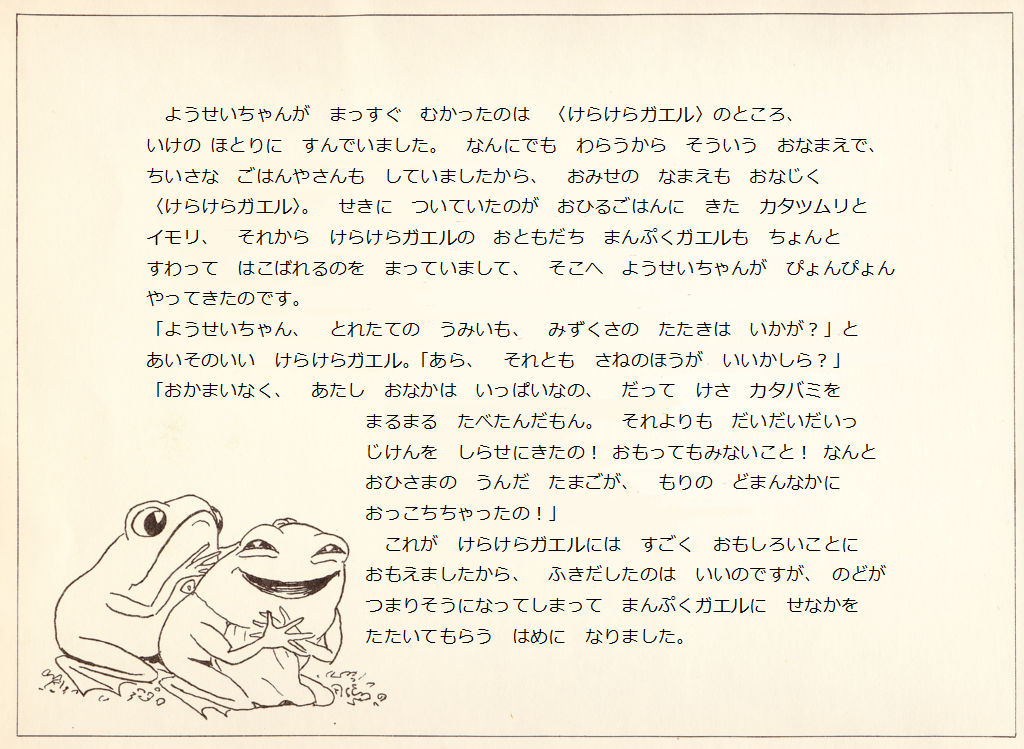 ようせいちゃんが　まっすぐ　むかったのは　〈けらけらガエル〉のところ、
いけの ほとりに　すんでいました。　なんにでも　わらうから　そういう　おなまえで、
ちいさな　ごはんやさんも　していましたから、　おみせの　なまえも　おなじく
〈けらけらガエル〉。　せきに　ついていたのが　おひるごはんに　きた　カタツムリと
イモリ、　それから　けらけらガエルの　おともだち　まんぷくガエルも　ちょんと
すわって　はこばれるのを　まっていまして、　そこへ　ようせいちゃんが　ぴょんぴょん
やってきたのです。
「ようせいちゃん、　とれたての　うみいも、　みずくさの　たたきは　いかが？」と
あいそのいい　けらけらガエル。「あら、　それとも　さねのほうが　いいかしら？」
「おかまいなく、　あたし　おなかは　いっぱいなの、　だって　けさ　カタバミを
まるまる　たべたんだもん。　それよりも　だいだいだいっ
じけんを　しらせにきたの！ おもってもみないこと！ なんと
おひさまの　うんだ　たまごが、　もりの　どまんなかに
おっこちちゃったの！」
　これが　けらけらガエルには　すごく　おもしろいことに
おもえましたから、　ふきだしたのは　いいのですが、 のどが
つまりそうになってしまって　まんぷくガエルに　せなかを
たたいてもらう　はめに　なりました。